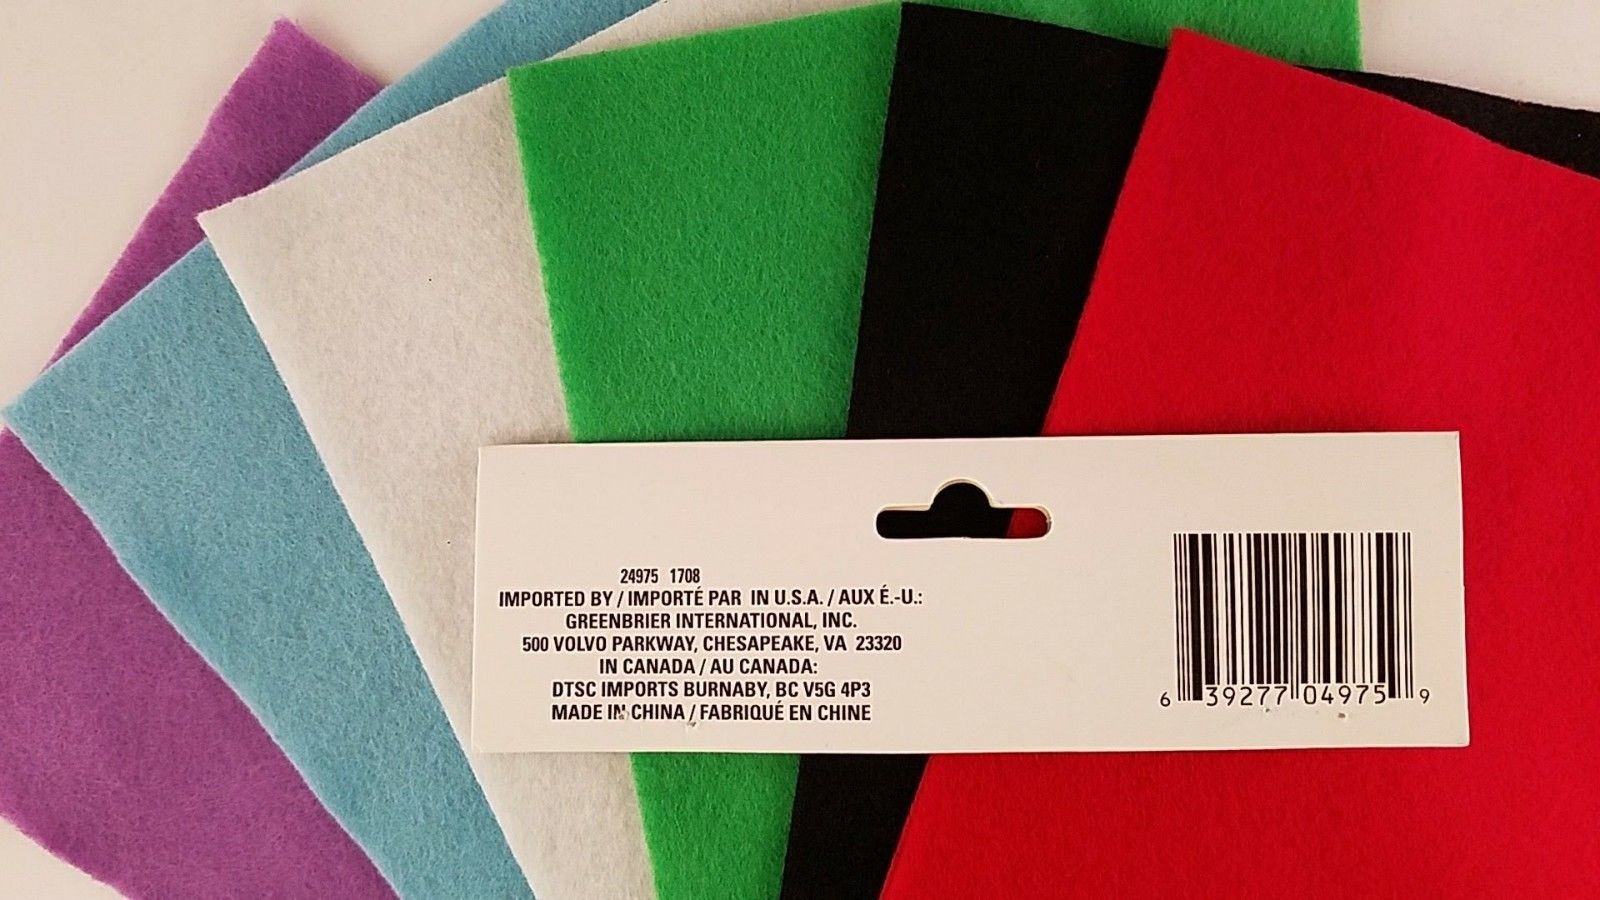 24975 1708
IMPORTED BY / IMPORTÉ PAR IN U.S.A. / AUX É.-U.:
GREENBRIER INTERNATIONAL, INC.
500 VOLVO PARKWAY, CHESAPEAKE, VA 23320
IN CANADA / AU CANADA:
DTSC IMPORTS BURNABY, BC V5G 4P3
MADE IN CHINA / FABRIQUÉ EN CHINE
6 39277 04975 9